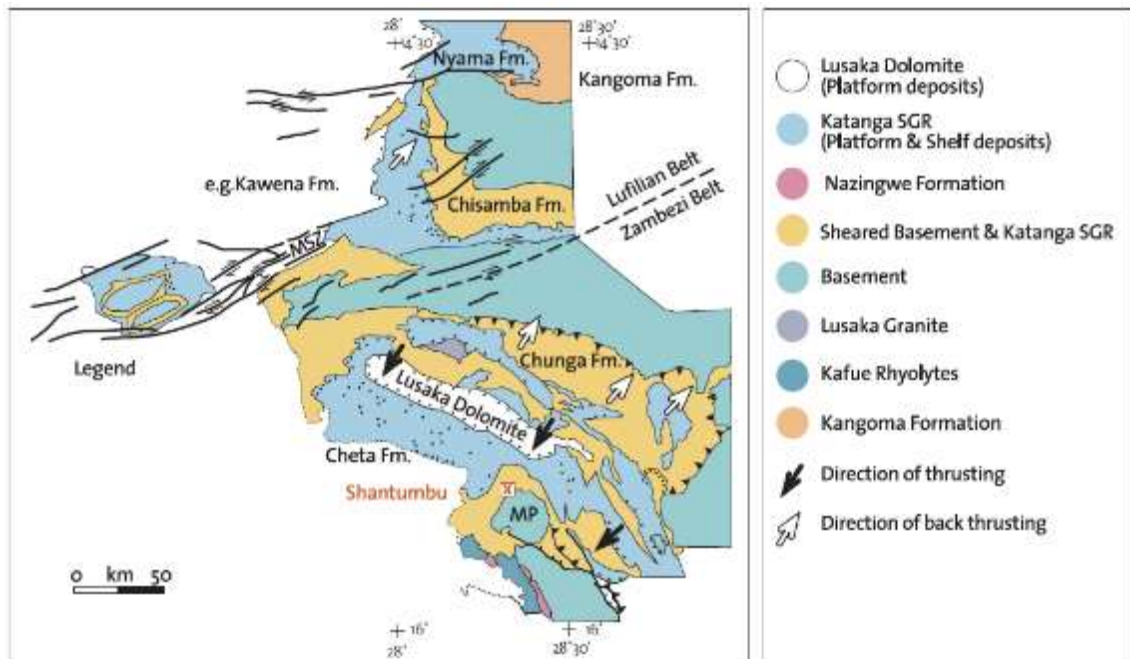 28'
14°30'
28°30'
14°30'
Nyama Fm.
Kangoma Fm.
e.g.Kawena Fm.
Chisamba Fm.
Lufilian Belt
Zambezi Belt
MSZ
Legend
Chunga Fm.
Lusaka Dolomite
Cheta Fm.
Shantumbu
X
MP
0 km 50
16'
28'
16'
28°30'
Lusaka Dolomite
(Platform deposits)
Katanga SGR
(Platform & Shelf deposits)
Nazingwe Formation
Sheared Basement & Katanga SGR
Basement
Lusaka Granite
Kafue Rhyolytes
Kangoma Formation
Direction of thrusting
Direction of back thrusting